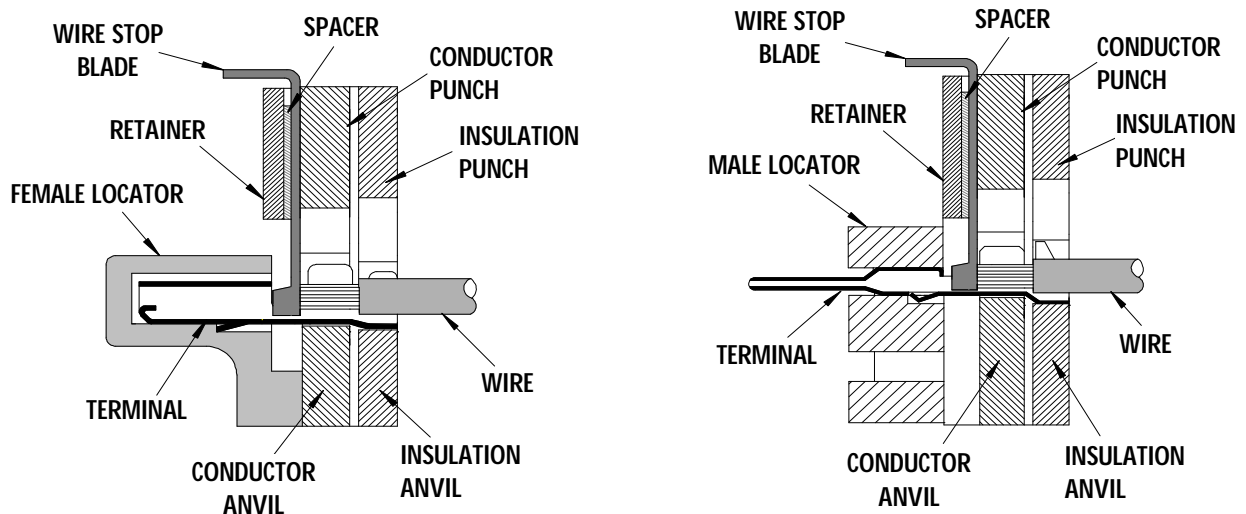 WIRE STOP
BLADE
SPACER
CONDUCTOR
PUNCH
RETAINER
INSULATION
PUNCH
FEMALE LOCATOR
TERMINAL
WIRE
CONDUCTOR
ANVIL
INSULATION
ANVIL
WIRE STOP
BLADE
SPACER
CONDUCTOR
PUNCH
RETAINER
INSULATION
PUNCH
MALE LOCATOR
TERMINAL
WIRE
CONDUCTOR
ANVIL
INSULATION
ANVIL